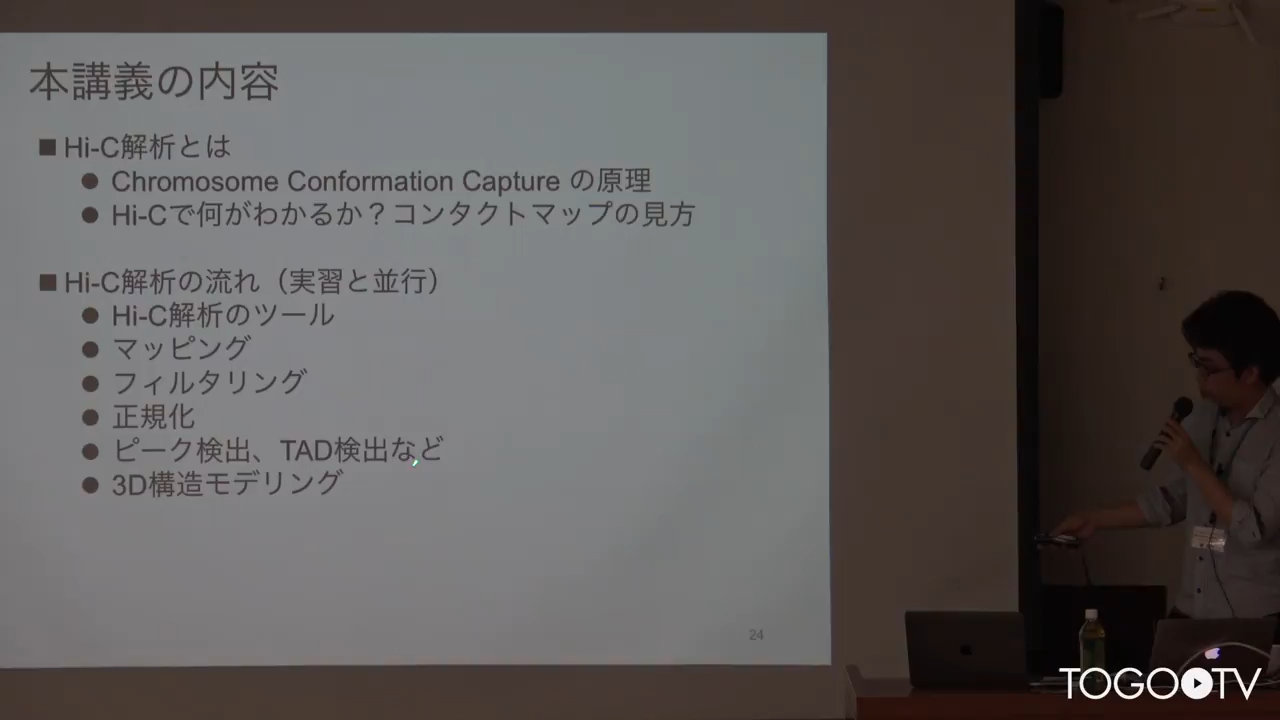 本講義の内容
■ Hi-C解析とは
● Chromosome Conformation Capture の原理
● Hi-Cで何がわかるか？コンタクトマップの見方
■ Hi-C解析の流れ（実習と並行）
● Hi-C解析のツール
● マッピング
● フィルタリング
● 正規化
● ピーク検出、TAD検出など
● 3D構造モデリング
24
TOGOTV